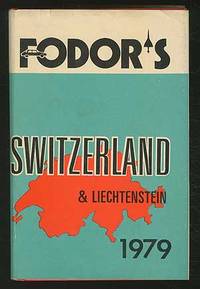 FODOR'S
SWITZERLAND
& LIECHTENSTEIN
1979